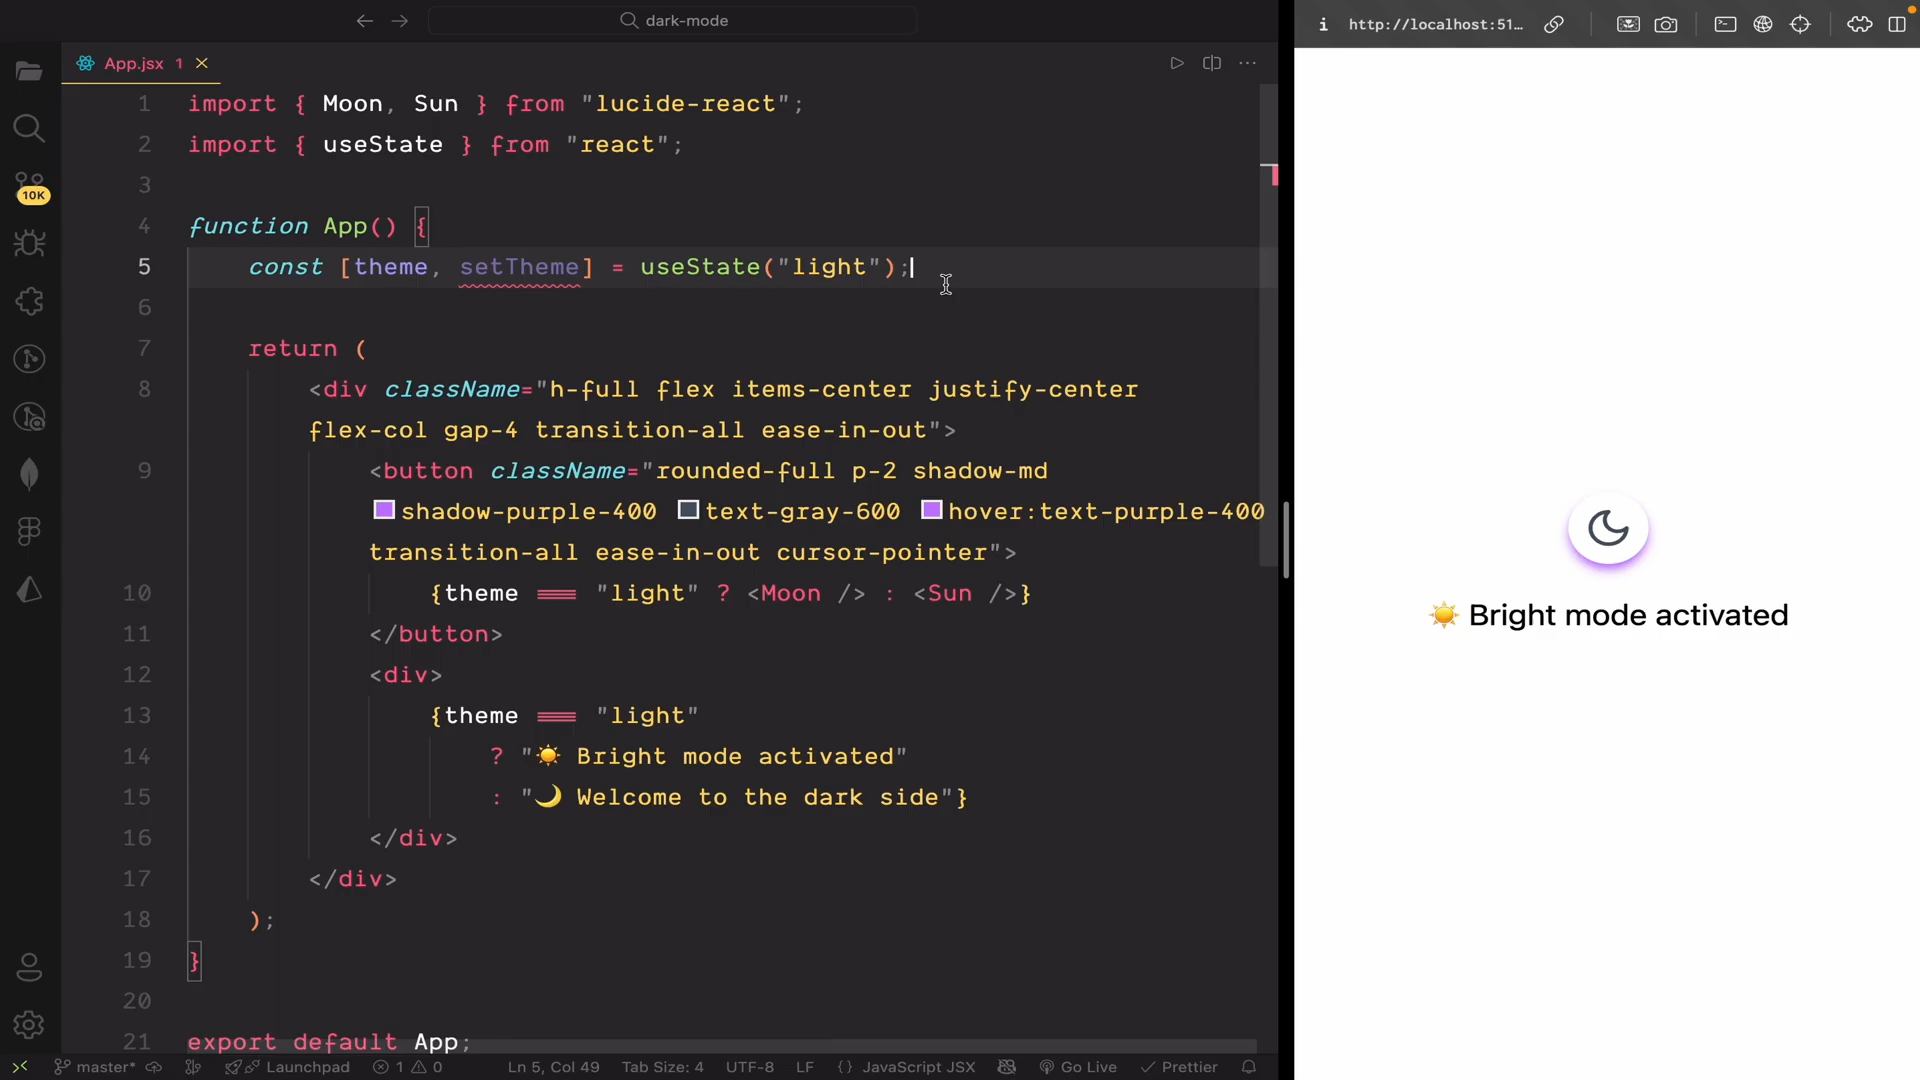 dark-mode
http://localhost:51…
App.jsx 1
10K
1 import { Moon, Sun } from "lucide-react";
2 import { useState } from "react";
3
4 function App() {
5 const [theme, setTheme] = useState("light");
6
7 return (
8 <div className="h-full flex items-center justify-center
flex-col gap-4 transition-all ease-in-out">
9 <button className="rounded-full p-2 shadow-md
shadow-purple-400 text-gray-600 hover:text-purple-400
transition-all ease-in-out cursor-pointer">
10 {theme === "light" ? <Moon /> : <Sun />}
11 </button>
12 <div>
13 {theme === "light"
14 ? "☀️ Bright mode activated"
15 : "🌙 Welcome to the dark side"}
16 </div>
17 </div>
18 );
19 }
20
21 export default App;
☀️ Bright mode activated
master* Launchpad 1 0 Ln 5, Col 49 Tab Size: 4 UTF-8 LF {} JavaScript JSX Go Live Prettier